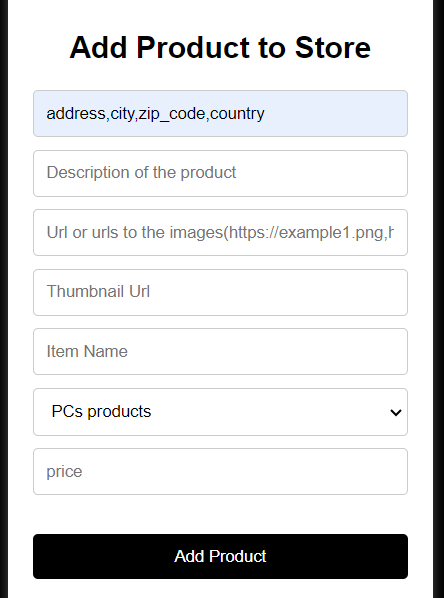 Add Product to Store
address,city,zip_code,country
Description of the product
Url or urls to the images(https://example1.png,h
Thumbnail Url
Item Name
PCs products
price
Add Product